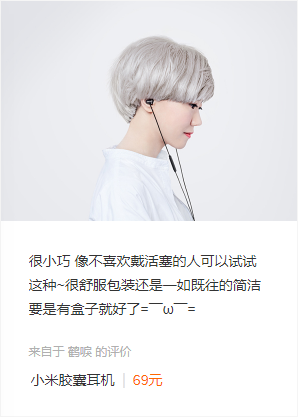 很小巧 像不喜欢戴活塞的人可以试试
这种~很舒服包装还是一如既往的简洁
要是有盒子就好了=￣ω￣=
来自于 鹤唳 的评价
小米胶囊耳机 | 69元